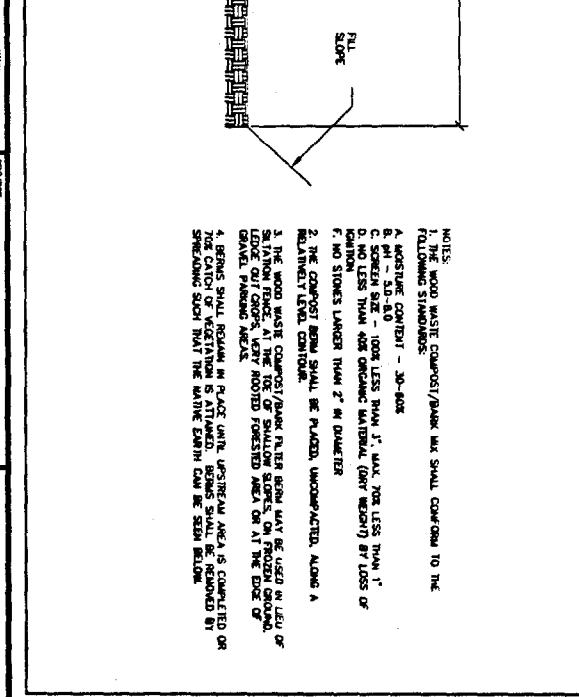 FILL
SLOPE
NOTES:
1. THE WOOD WASTE COMPOST/BARK MIX SHALL CONFORM TO THE
FOLLOWING STANDARDS:
A. MOISTURE CONTENT - 30-60%
B. pH - 5.0-8.0
C. SCREEN SIZE - 100% LESS THAN 3", MAX. 70% LESS THAN 1"
D. NO LESS THAN 40% ORGANIC MATERIAL (DRY WEIGHT) BY LOSS OF
IGNITION
F. NO STONES LARGER THAN 2" IN DIAMETER
2. THE COMPOST BERM SHALL BE PLACED, UNCOMPACTED, ALONG A
RELATIVELY LEVEL CONTOUR.
3. THE WOOD WASTE COMPOST/BARK FILTER BERM MAY BE USED IN LIEU OF
SILTATION FENCE, AT THE TOE OF SHALLOW SLOPES, ON FROZEN GROUND,
LEDGE OUT CROPS, VERY ROOTED FORESTED AREA OR AT THE EDGE OF
GRAVEL PARKING AREAS.
4. BERMS SHALL REMAIN IN PLACE UNTIL UPSTREAM AREA IS COMPLETED OR
70% CATCH OF VEGETATION IS ATTAINED. BERMS SHALL BE REMOVED BY
SPREADING SUCH THAT THE NATIVE EARTH CAN BE SEEN BELOW.